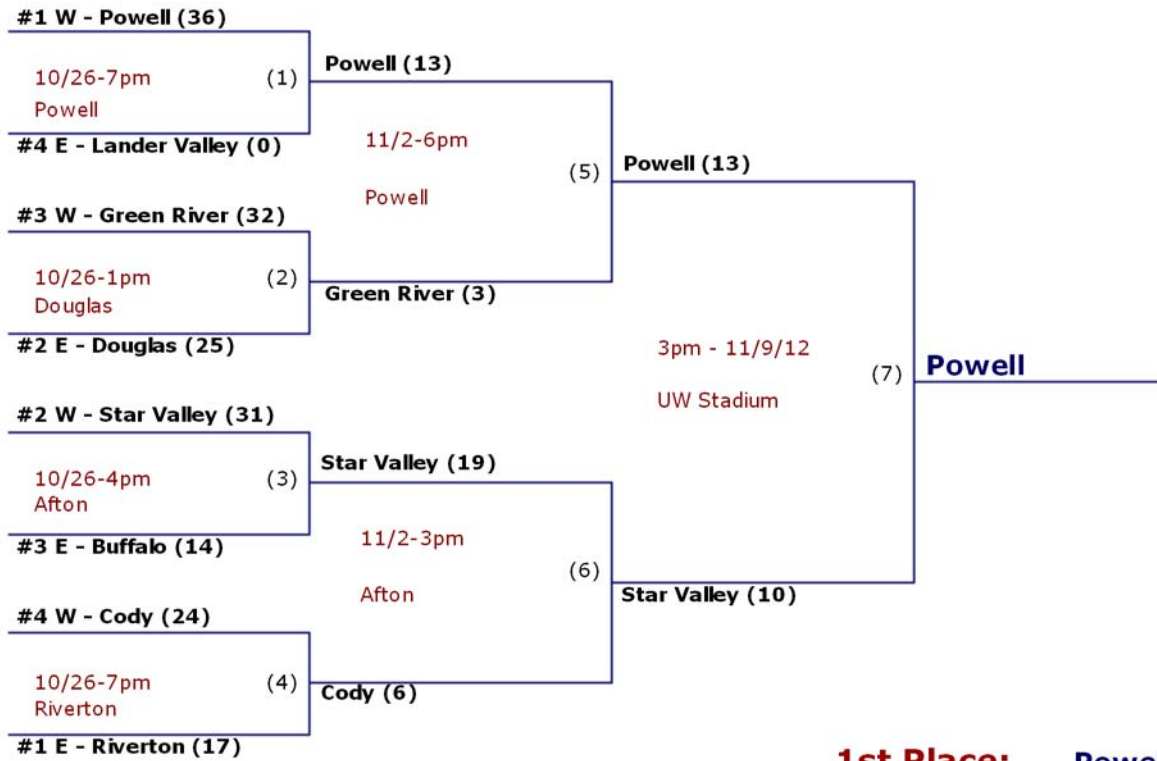 #1 W - Powell (36)
10/26-7pm
(1)
Powell
#4 E - Lander Valley (0)
Powell (13)
11/2-6pm
(5)
Powell
#3 W - Green River (32)
10/26-1pm
(2)
Douglas
#2 E - Douglas (25)
Green River (3)
Powell (13)
3pm - 11/9/12
(7)
UW Stadium
Powell
#2 W - Star Valley (31)
10/26-4pm
(3)
Afton
#3 E - Buffalo (14)
Star Valley (19)
11/2-3pm
(6)
Afton
Star Valley (10)
#4 W - Cody (24)
10/26-7pm
(4)
Riverton
#1 E - Riverton (17)
Cody (6)
1st Place: